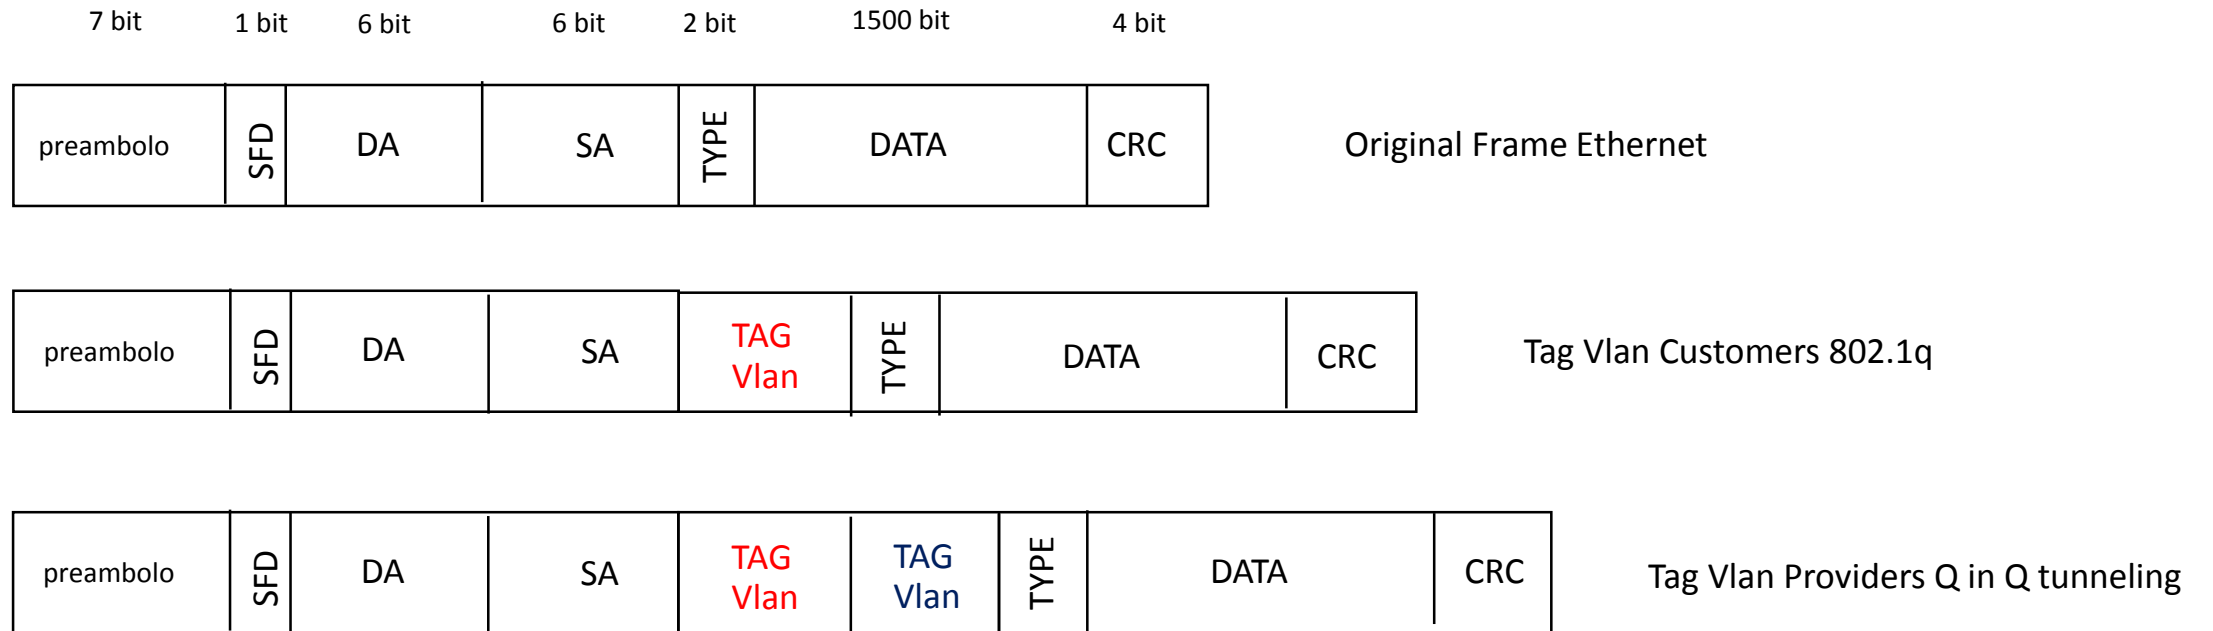 7 bit 1 bit 6 bit 6 bit 2 bit 1500 bit 4 bit
preambolo SFD DA SA TYPE DATA CRC Original Frame Ethernet
preambolo SFD DA SA TAG Vlan TYPE DATA CRC Tag Vlan Customers 802.1q
preambolo SFD DA SA TAG Vlan TAG Vlan TYPE DATA CRC Tag Vlan Providers Q in Q tunneling